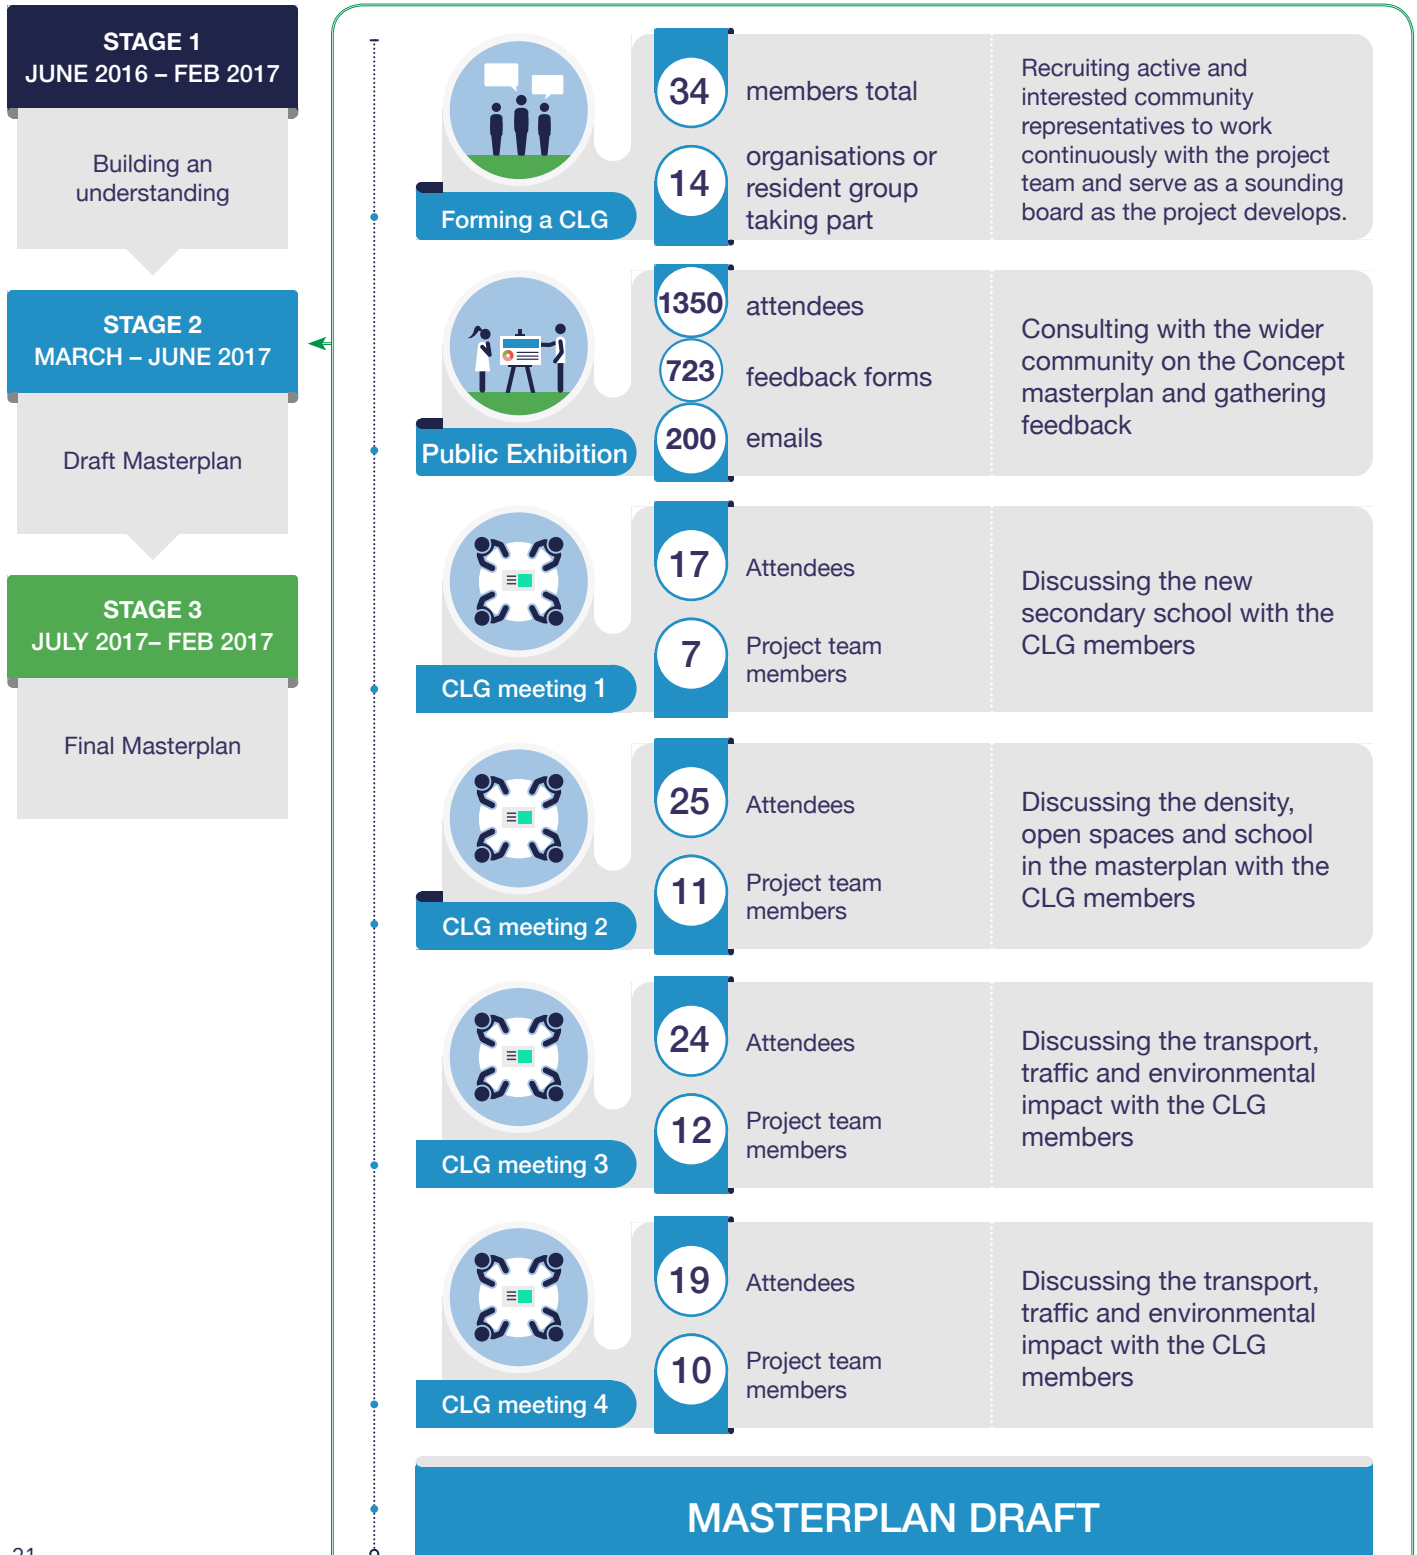 STAGE 1
JUNE 2016 – FEB 2017
Building an
understanding
STAGE 2
MARCH – JUNE 2017
Draft Masterplan
STAGE 3
JULY 2017– FEB 2017
Final Masterplan
Forming a CLG
34
members total
14
organisations or
resident group
taking part
Recruiting active and
interested community
representatives to work
continuously with the project
team and serve as a sounding
board as the project develops.
Public Exhibition
1350
attendees
723
feedback forms
200
emails
Consulting with the wider
community on the Concept
masterplan and gathering
feedback
CLG meeting 1
17
Attendees
7
Project team
members
Discussing the new
secondary school with the
CLG members
CLG meeting 2
25
Attendees
11
Project team
members
Discussing the density,
open spaces and school
in the masterplan with the
CLG members
CLG meeting 3
24
Attendees
12
Project team
members
Discussing the transport,
traffic and environmental
impact with the CLG
members
CLG meeting 4
19
Attendees
10
Project team
members
Discussing the transport,
traffic and environmental
impact with the CLG
members
MASTERPLAN DRAFT